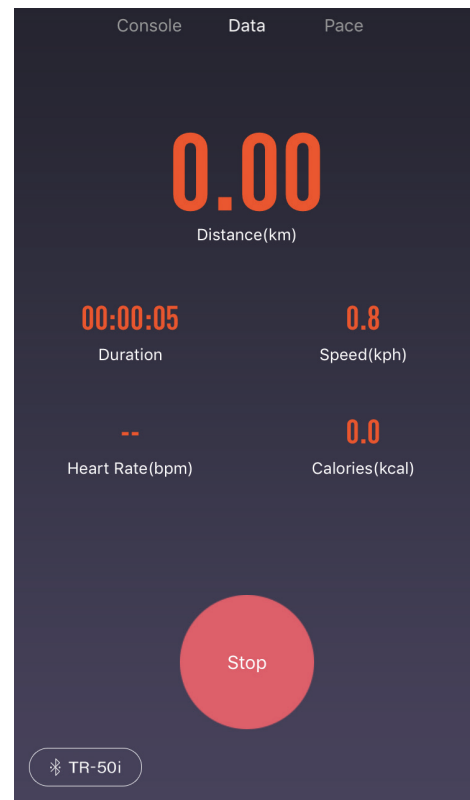 Console Data Pace
0.00
Distance(km)
00:00:05 0.8
Duration Speed(kph)
-- 0.0
Heart Rate(bpm) Calories(kcal)
Stop
TR-50i